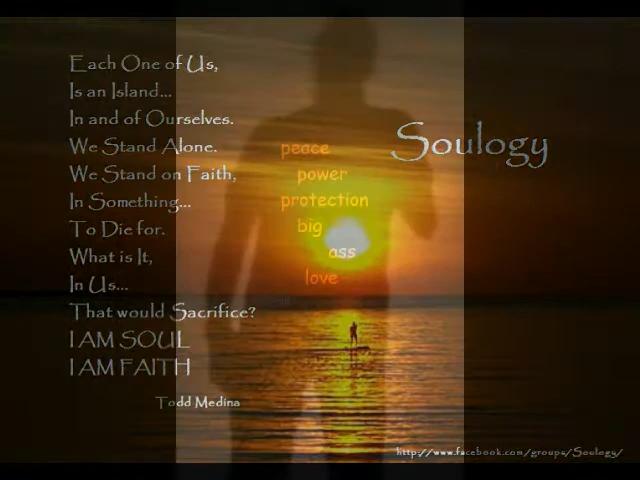 Each One of Us,
Is an Island...
In and of Ourselves.
We Stand Alone.
We Stand on Faith,
In Something...
To Die for.
What is It,
In Us...
That would Sacrifice?
I AM SOUL
I AM FAITH
Todd Medina
peace
power
protection
big
ass
love
Soulogy
http://www.facebook.com/groups/Soulogy/